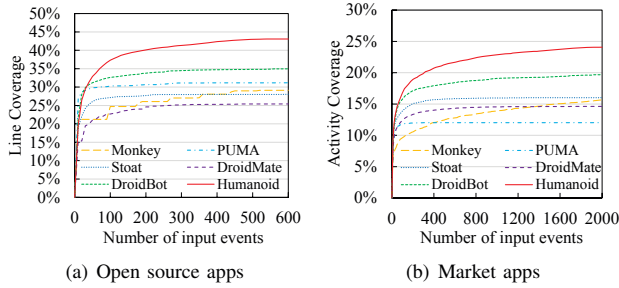 50%
45%
40%
35%
30%
25%
20%
15%
10%
5%
0%
Line Coverage
Monkey PUMA
Stoat DroidMate
DroidBot Humanoid
0 100 200 300 400 500 600
Number of input events
(a) Open source apps
30%
25%
20%
15%
10%
5%
0%
Activity Coverage
Monkey PUMA
Stoat DroidMate
DroidBot Humanoid
0 400 800 1200 1600 2000
Number of input events
(b) Market apps